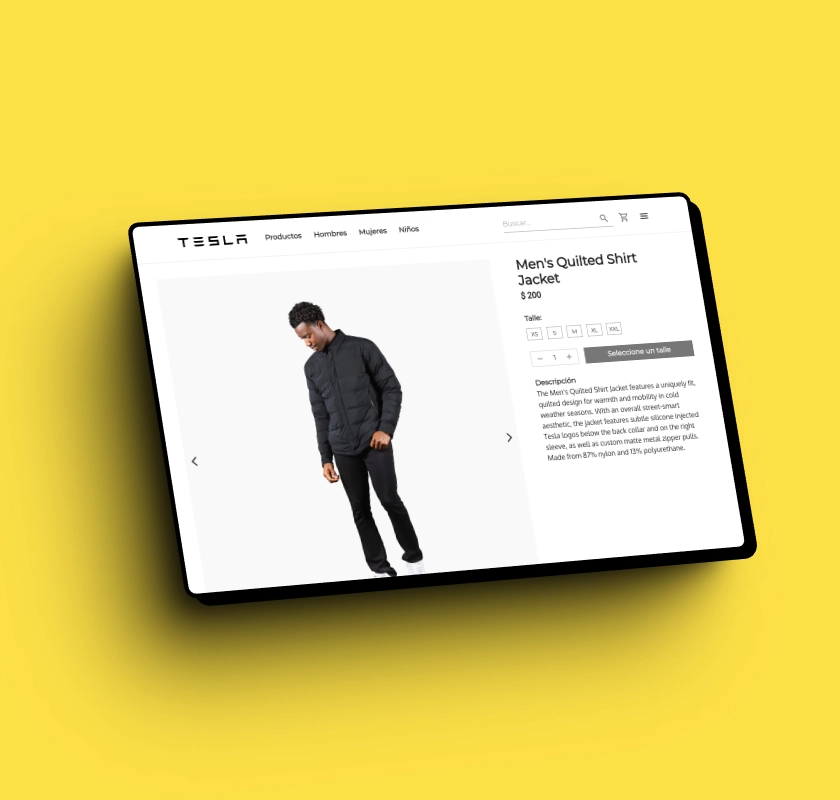 TESLA
Productos Hombres Mujeres Niños
Buscar...
Men's Quilted Shirt
Jacket
$ 200
Talle:
XS S M XL XXL
− 1 +
Seleccione un talle
Descripción
The Men's Quilted Shirt Jacket features a uniquely fit,
quilted design for warmth and mobility in cold
weather seasons. With an overall street-smart
aesthetic, the jacket features subtle silicone injected
Tesla logos below the back collar and on the right
sleeve, as well as custom matte metal zipper pulls.
Made from 87% nylon and 13% polyurethane.